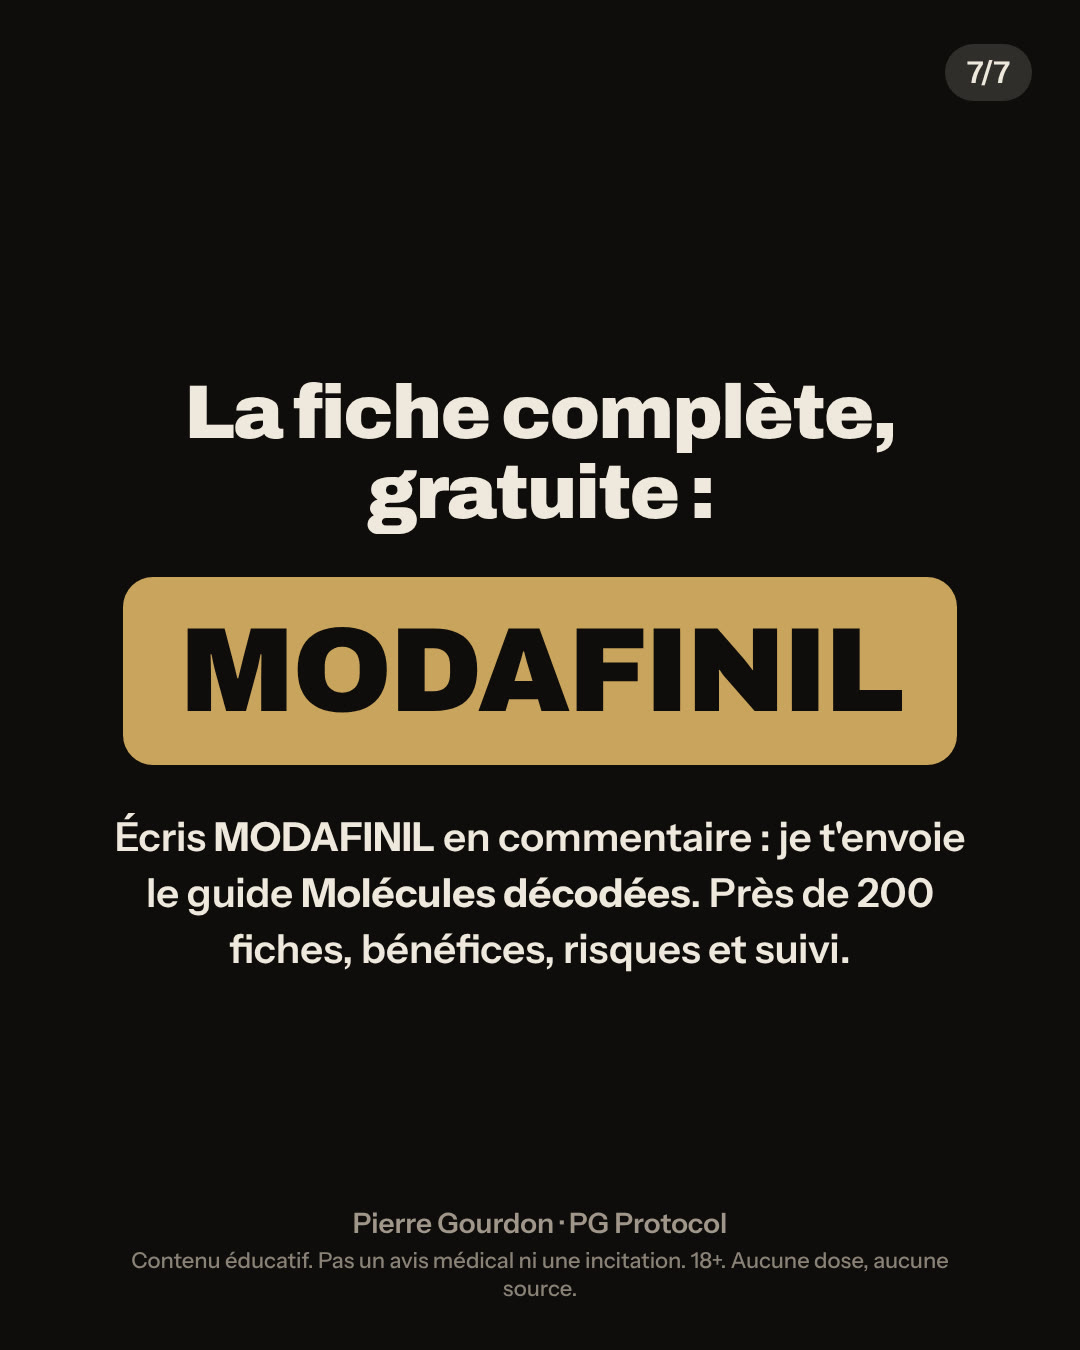 7/7
La fiche complète,
gratuite :
MODAFINIL
Écris MODAFINIL en commentaire : je t'envoie
le guide Molécules décodées. Près de 200
fiches, bénéfices, risques et suivi.
Pierre Gourdon · PG Protocol
Contenu éducatif. Pas un avis médical ni une incitation. 18+. Aucune dose, aucune
source.